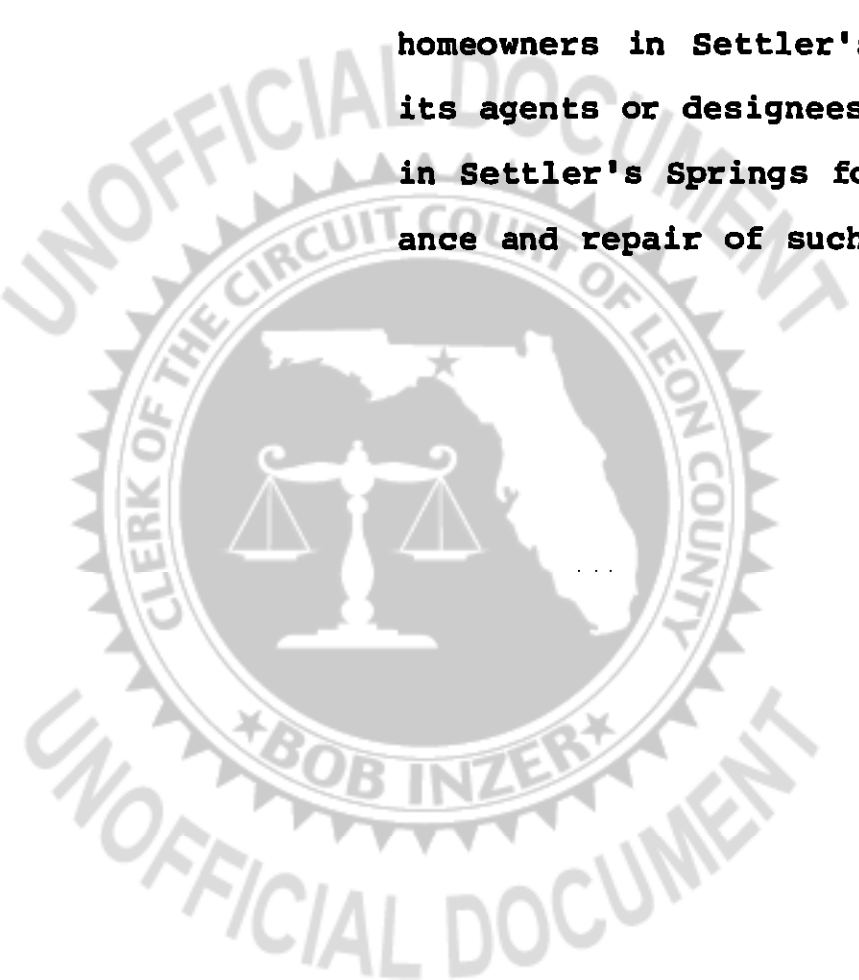 homeowners in Settler's
its agents or designees
in Settler's Springs fo
ance and repair of such
UNOFFICIAL DOCUMENT
CLERK OF THE CIRCUIT COURT OF LEON COUNTY
★BOB INZER★
UNOFFICIAL DOCUMENT